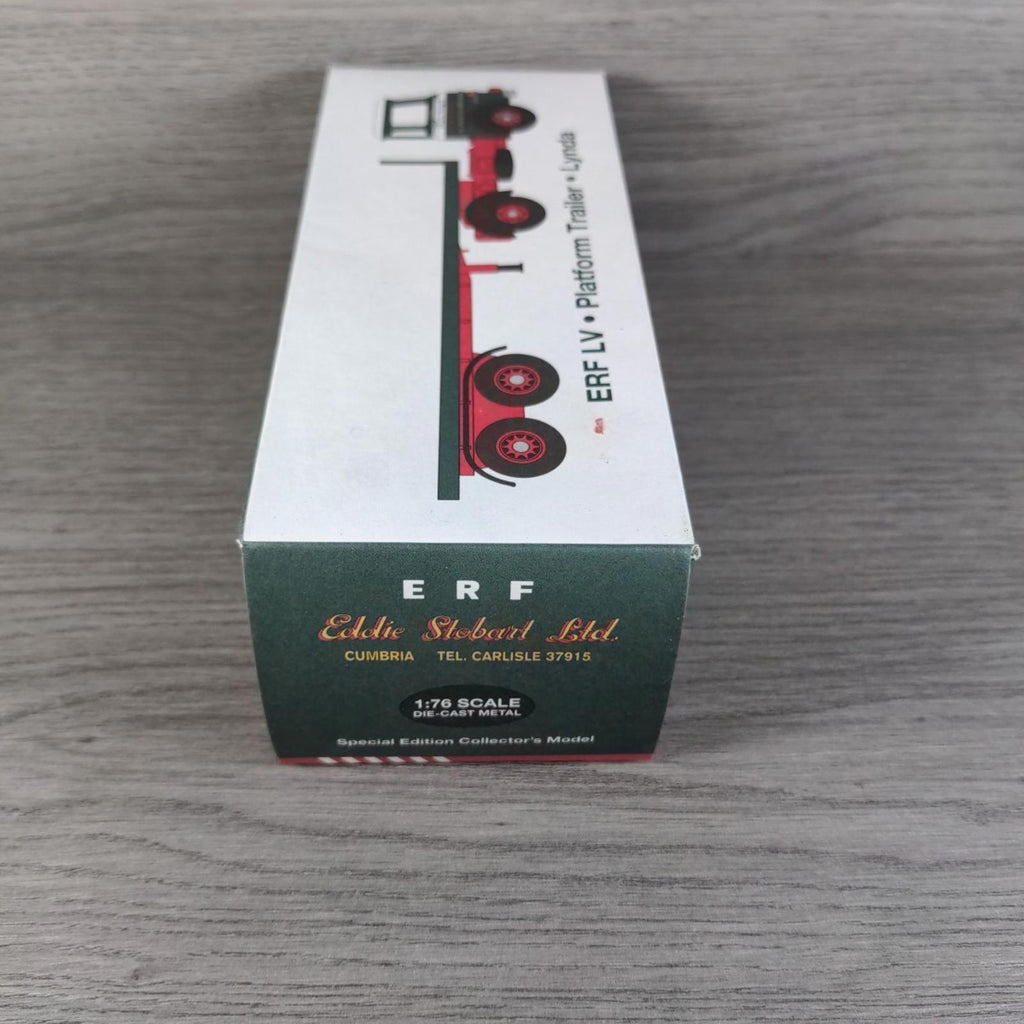 ERF LV • Platform Trailer • Lynda
E R F
Eddie Stobart Ltd.
CUMBRIA TEL. CARLISLE 37915
1:76 SCALE
DIE-CAST METAL
Special Edition Collector's Model